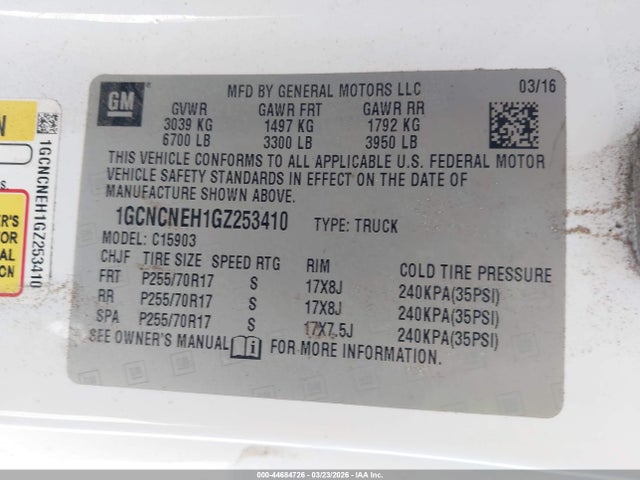 GM
MFD BY GENERAL MOTORS LLC 03/16
GVWR GAWR FRT GAWR RR
3039 KG 1497 KG 1792 KG
6700 LB 3300 LB 3950 LB
THIS VEHICLE CONFORMS TO ALL APPLICABLE U.S. FEDERAL MOTOR
VEHICLE SAFETY STANDARDS IN EFFECT ON THE DATE OF
MANUFACTURE SHOWN ABOVE.
1GCNCNEH1GZ253410 TYPE: TRUCK
MODEL: C15903
CHJF TIRE SIZE SPEED RTG RIM COLD TIRE PRESSURE
FRT P255/70R17 S 17X8J 240KPA(35PSI)
RR P255/70R17 S 17X8J 240KPA(35PSI)
SPA P255/70R17 S 17X7.5J 240KPA(35PSI)
SEE OWNER'S MANUAL FOR MORE INFORMATION.
1GCNCNEH1GZ253410
000-44684726 - 03/23/2026 - IAA Inc.